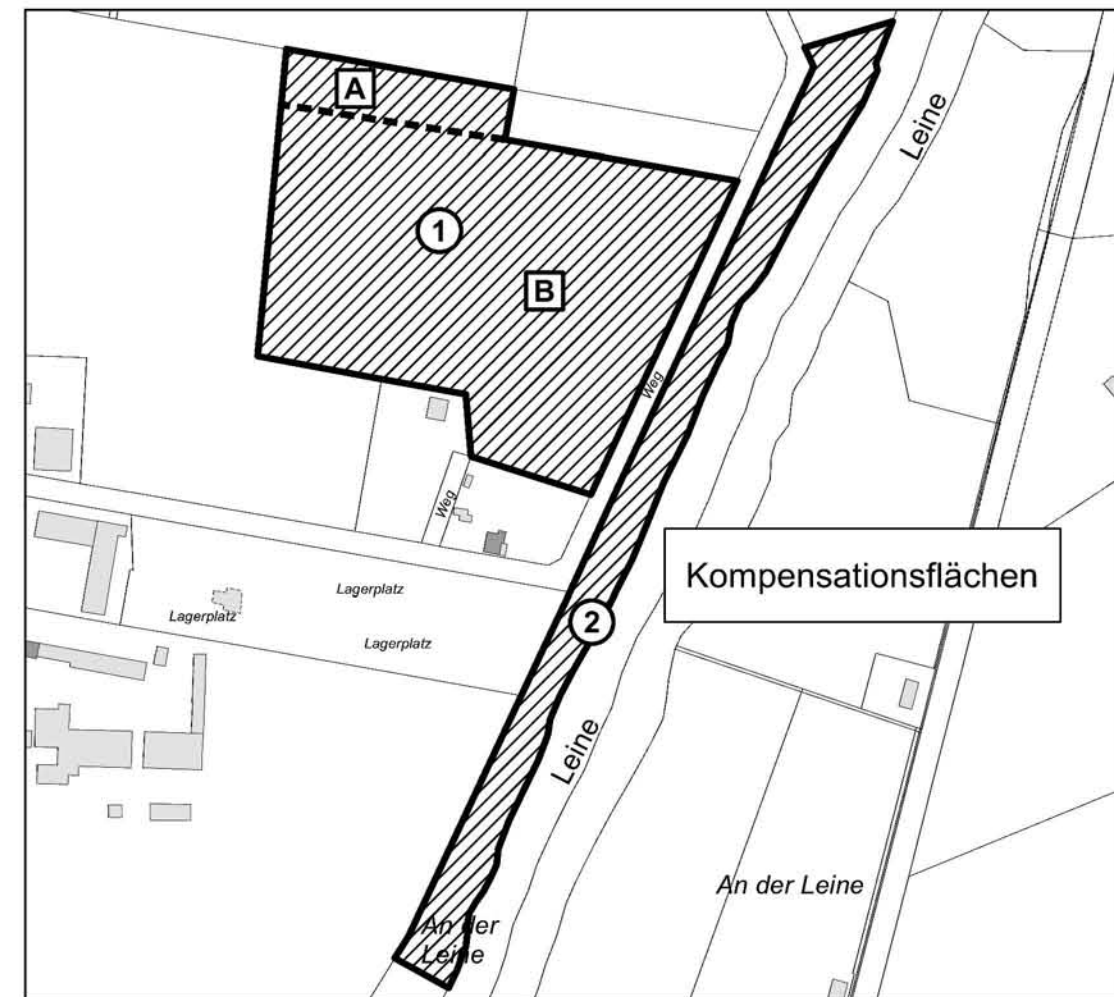 A
Leine
1
B
Weg
Weg
Kompensationsflächen
Lagerplatz
Lagerplatz
Lagerplatz
2
Leine
An der Leine
An der
Leine